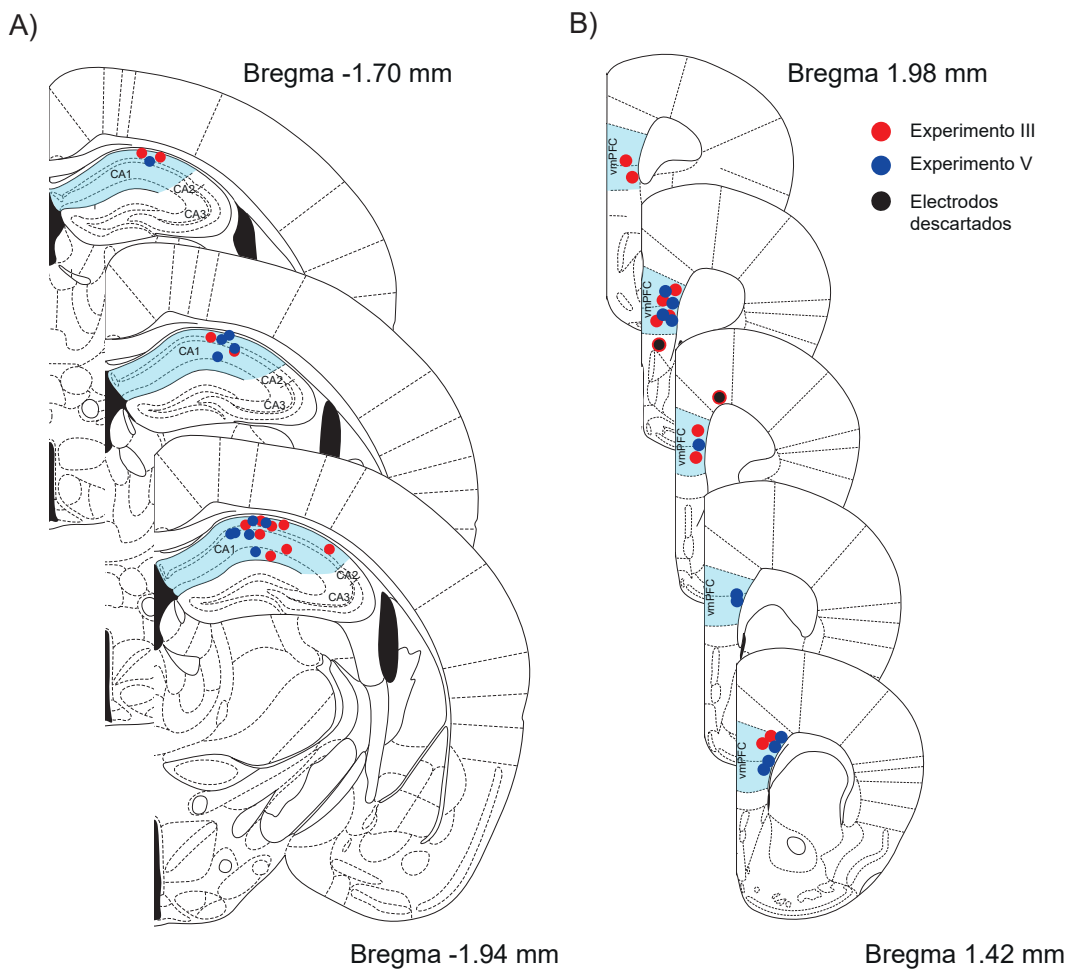 A)
Bregma -1.70 mm
CA1
CA2
CA3
CA1
CA2
CA3
CA1
CA2
CA3
Bregma -1.94 mm
B)
Bregma 1.98 mm
Experimento III
Experimento V
Electrodos
descartados
vmPFC
vmPFC
vmPFC
vmPFC
vmPFC
Bregma 1.42 mm